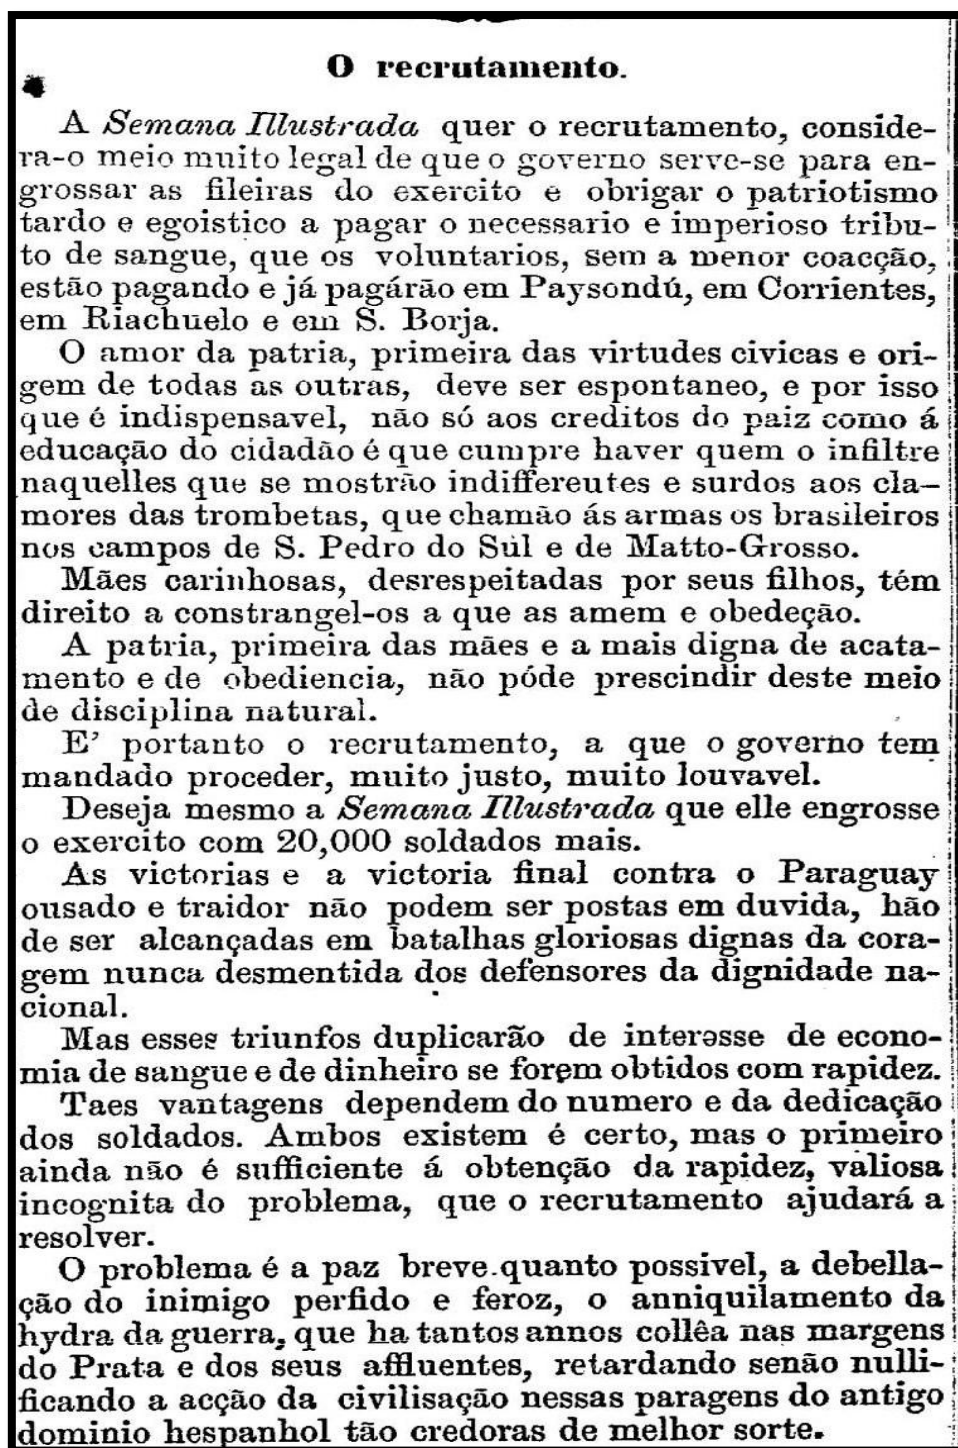 O recrutamento.
A Semana Illustrada quer o recrutamento, conside-
ra-o meio muito legal de que o governo serve-se para en-
grossar as fileiras do exercito e obrigar o patriotismo
tardo e egoistico a pagar o necessario e imperioso tribu-
to de sangue, que os voluntarios, sem a menor coacção,
estão pagando e já pagárão em Paysondú, em Corrientes,
em Riachuelo e em S. Borja.
O amor da patria, primeira das virtudes civicas e ori-
gem de todas as outras, deve ser espontaneo, e por isso
que é indispensavel, não só aos creditos do paiz como á
educação do cidadão é que cumpre haver quem o infiltre
naquelles que se mostrão indiffereutes e surdos aos cla-
mores das trombetas, que chamão ás armas os brasileiros
nos campos de S. Pedro do Sul e de Matto-Grosso.
Mães carinhosas, desrespeitadas por seus filhos, tém
direito a constrangel-os a que as amem e obedeção.
A patria, primeira das mães e a mais digna de acata-
mento e de obediencia, não póde prescindir deste meio
de disciplina natural.
E' portanto o recrutamento, a que o governo tem
mandado proceder, muito justo, muito louvavel.
Deseja mesmo a Semana Illustrada que elle engrosse
o exercito com 20,000 soldados mais.
As victorias e a victoria final contra o Paraguay
ousado e traidor não podem ser postas em duvida, hão
de ser alcançadas em batalhas gloriosas dignas da cora-
gem nunca desmentida dos defensores da dignidade na-
cional.
Mas esses triunfos duplicarão de interesse de econo-
mia de sangue e de dinheiro se forem obtidos com rapidez.
Taes vantagens dependem do numero e da dedicação
dos soldados. Ambos existem é certo, mas o primeiro
ainda não é sufficiente á obtenção da rapidez, valiosa
incognita do problema, que o recrutamento ajudará a
resolver.
O problema é a paz breve quanto possivel, a debella-
ção do inimigo perfido e feroz, o anniquilamento da
hydra da guerra, que ha tantos annos collêa nas margens
do Prata e dos seus affluentes, retardando senão nulli-
ficando a acção da civilisação nessas paragens do antigo
dominio hespanhol tão credoras de melhor sorte.